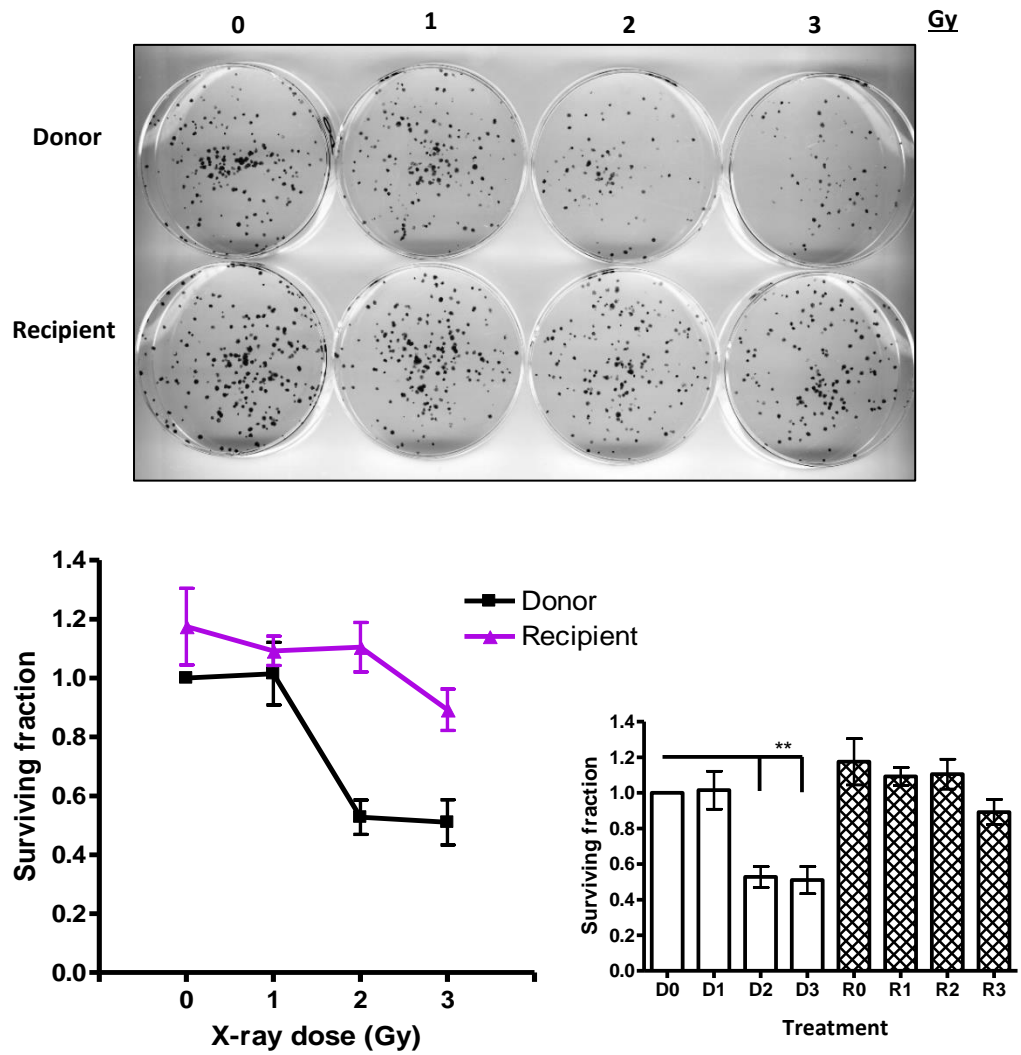 0 1 2 3 Gy
Donor
Recipient
1.4
1.2
1.0
0.8
0.6
0.4
0.2
0.0
Surviving fraction
0 1 2 3
X-ray dose (Gy)
Donor
Recipient
1.4
1.2
1.0
0.8
0.6
0.4
0.2
0.0
Surviving fraction
**
D0 D1 D2 D3 R0 R1 R2 R3
Treatment